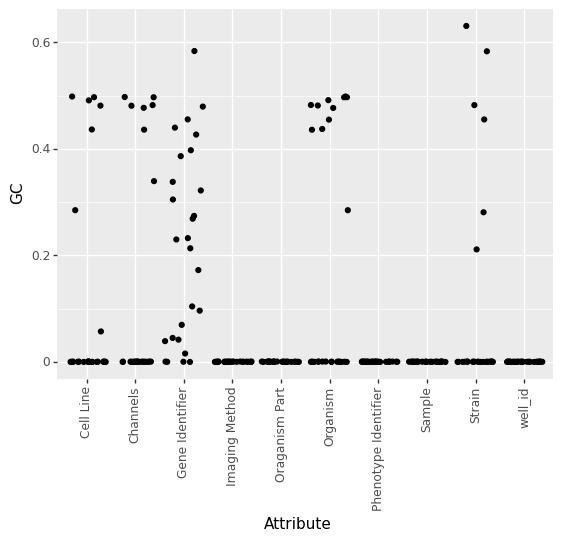 0.6
0.4
0.2
0
GC
Cell Line
Channels
Gene Identifier
Imaging Method
Oraganism Part
Organism
Phenotype Identifier
Sample
Strain
well_id
Attribute